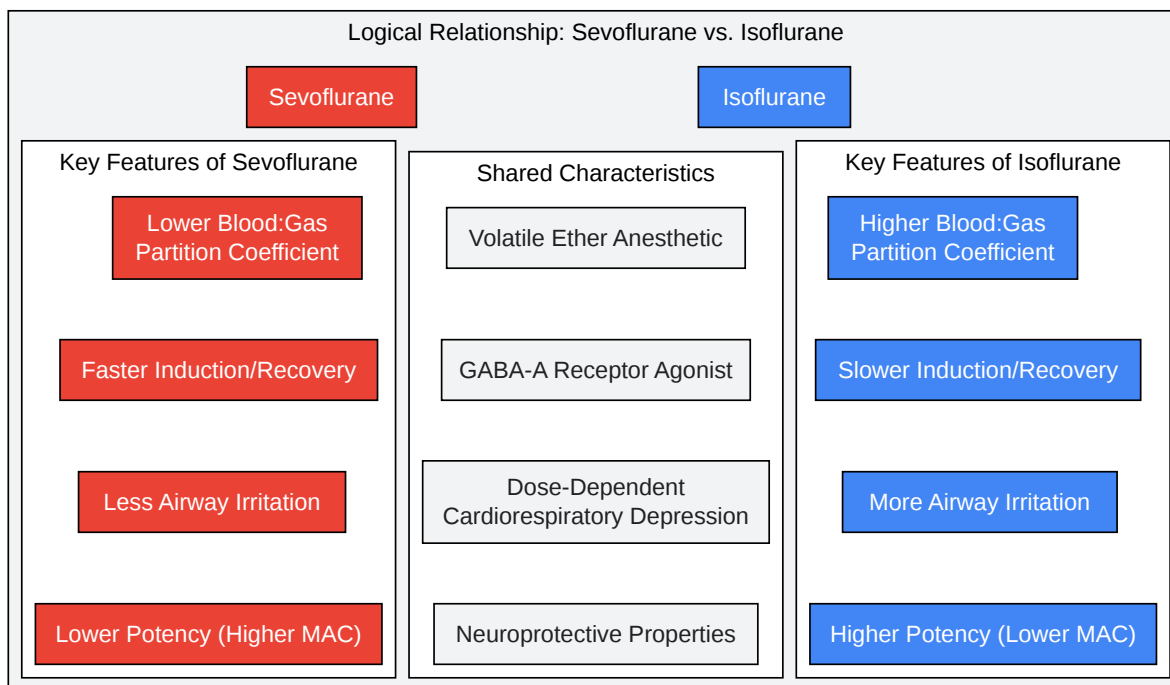 Logical Relationship: Sevoflurane vs. Isoflurane
Sevoflurane
Isoflurane
Key Features of Sevoflurane
Lower Blood:Gas
Partition Coefficient
Faster Induction/Recovery
Less Airway Irritation
Lower Potency (Higher MAC)
Shared Characteristics
Volatile Ether Anesthetic
GABA-A Receptor Agonist
Dose-Dependent
Cardiorespiratory Depression
Neuroprotective Properties
Key Features of Isoflurane
Higher Blood:Gas
Partition Coefficient
Slower Induction/Recovery
More Airway Irritation
Higher Potency (Lower MAC)